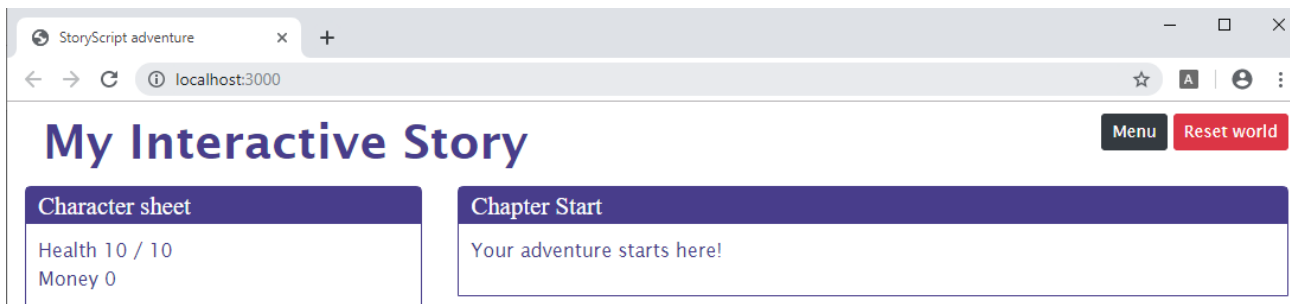 StoryScript adventure
localhost:3000
A
My Interactive Story
Menu
Reset world
Character sheet
Health 10 / 10
Money 0
Chapter Start
Your adventure starts here!